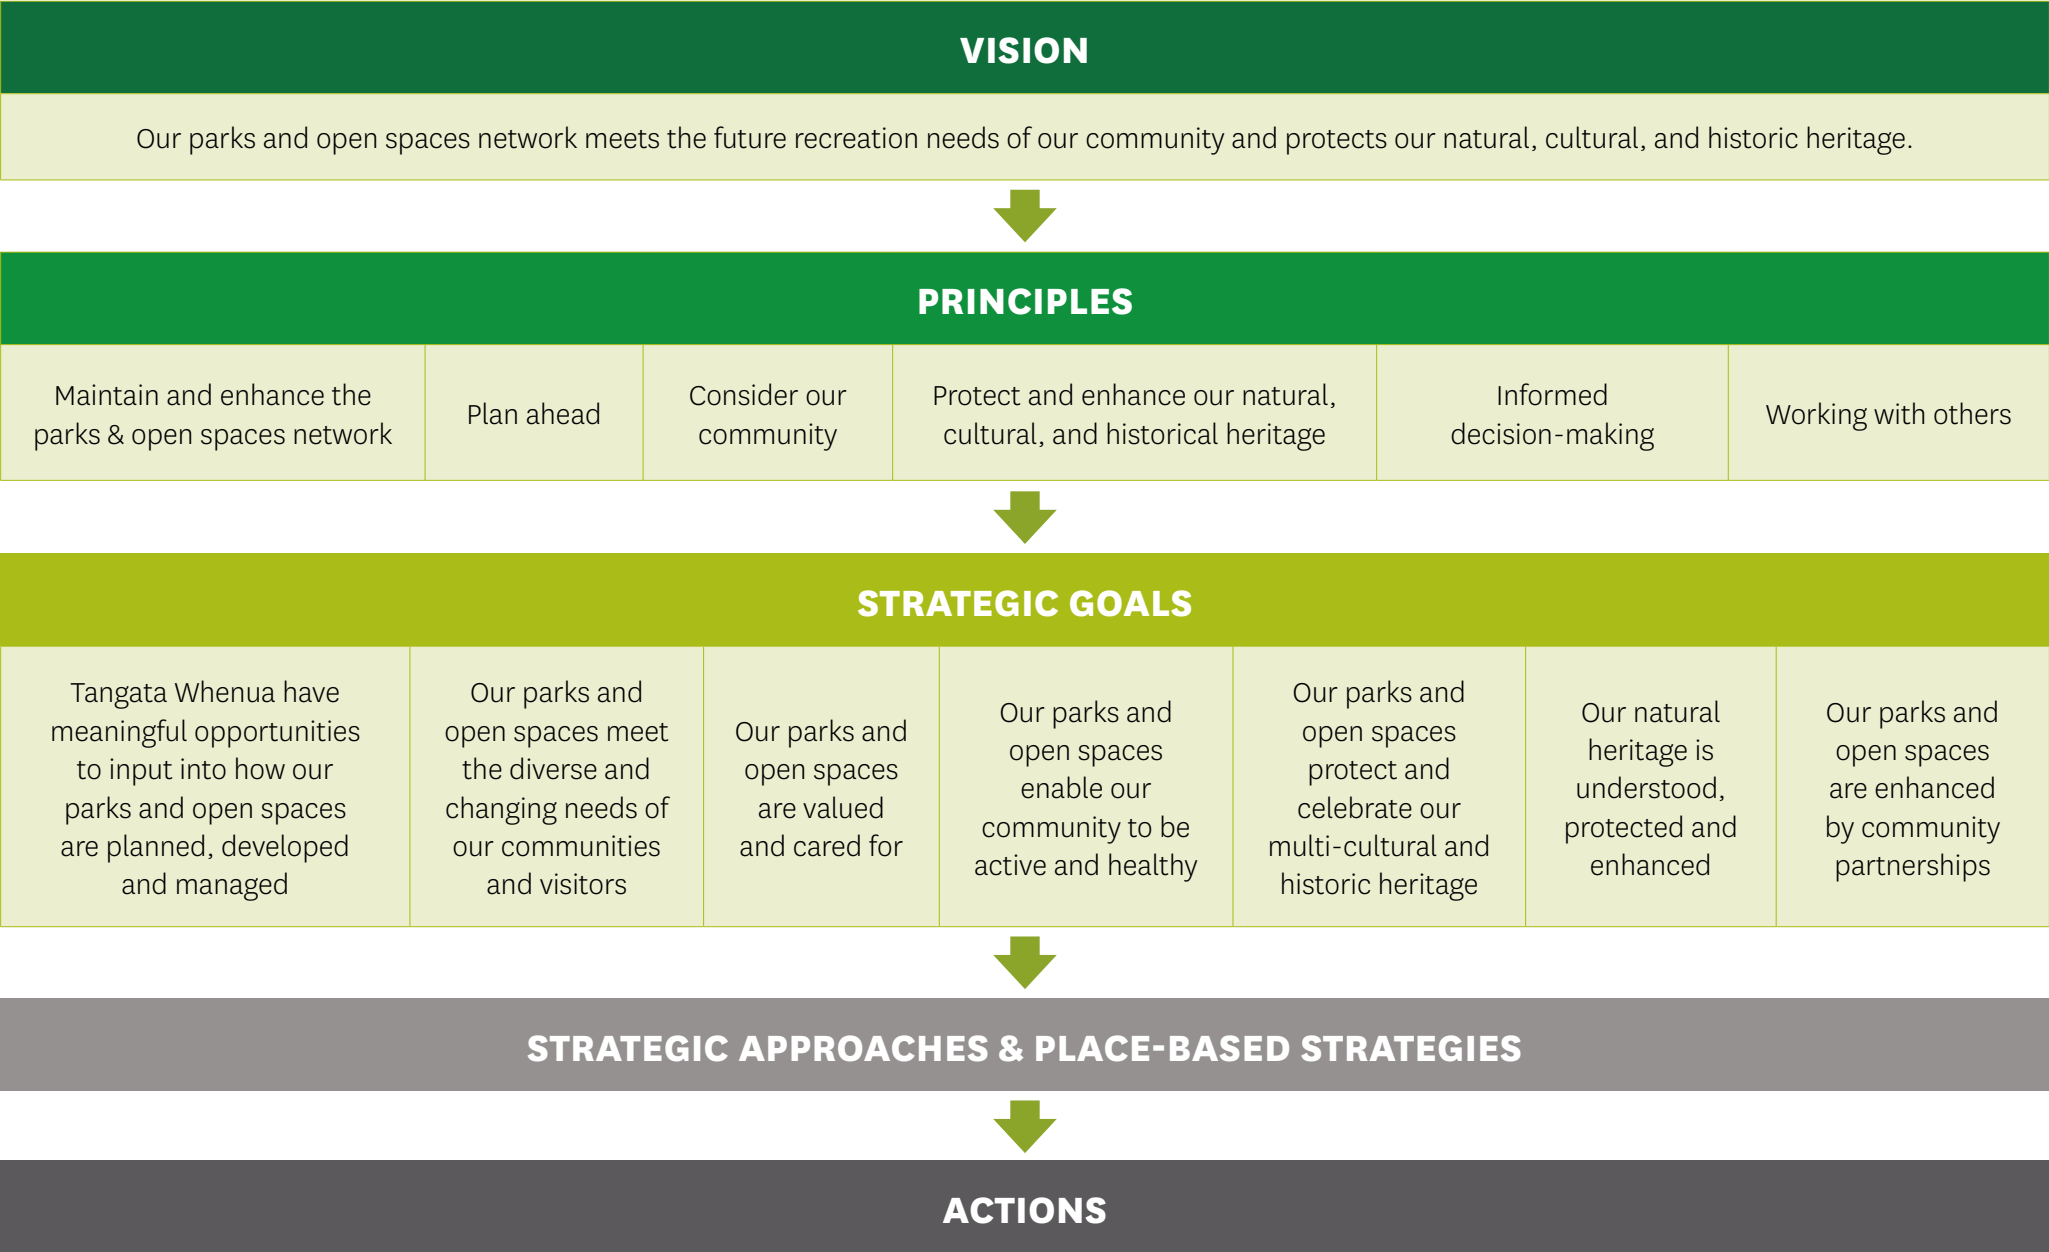 VISION
Our parks and open spaces network meets the future recreation needs of our community and protects our natural, cultural, and historic heritage.
PRINCIPLES
Maintain and enhance the
parks & open spaces network
Plan ahead
Consider our
community
Protect and enhance our natural,
cultural, and historical heritage
Informed
decision-making
Working with others
STRATEGIC GOALS
Tangata Whenua have
meaningful opportunities
to input into how our
parks and open spaces
are planned, developed
and managed
Our parks and
open spaces meet
the diverse and
changing needs of
our communities
and visitors
Our parks and
open spaces
are valued
and cared for
Our parks and
open spaces
enable our
community to be
active and healthy
Our parks and
open spaces
protect and
celebrate our
multi-cultural and
historic heritage
Our natural
heritage is
understood,
protected and
enhanced
Our parks and
open spaces
are enhanced
by community
partnerships
STRATEGIC APPROACHES & PLACE-BASED STRATEGIES
ACTIONS